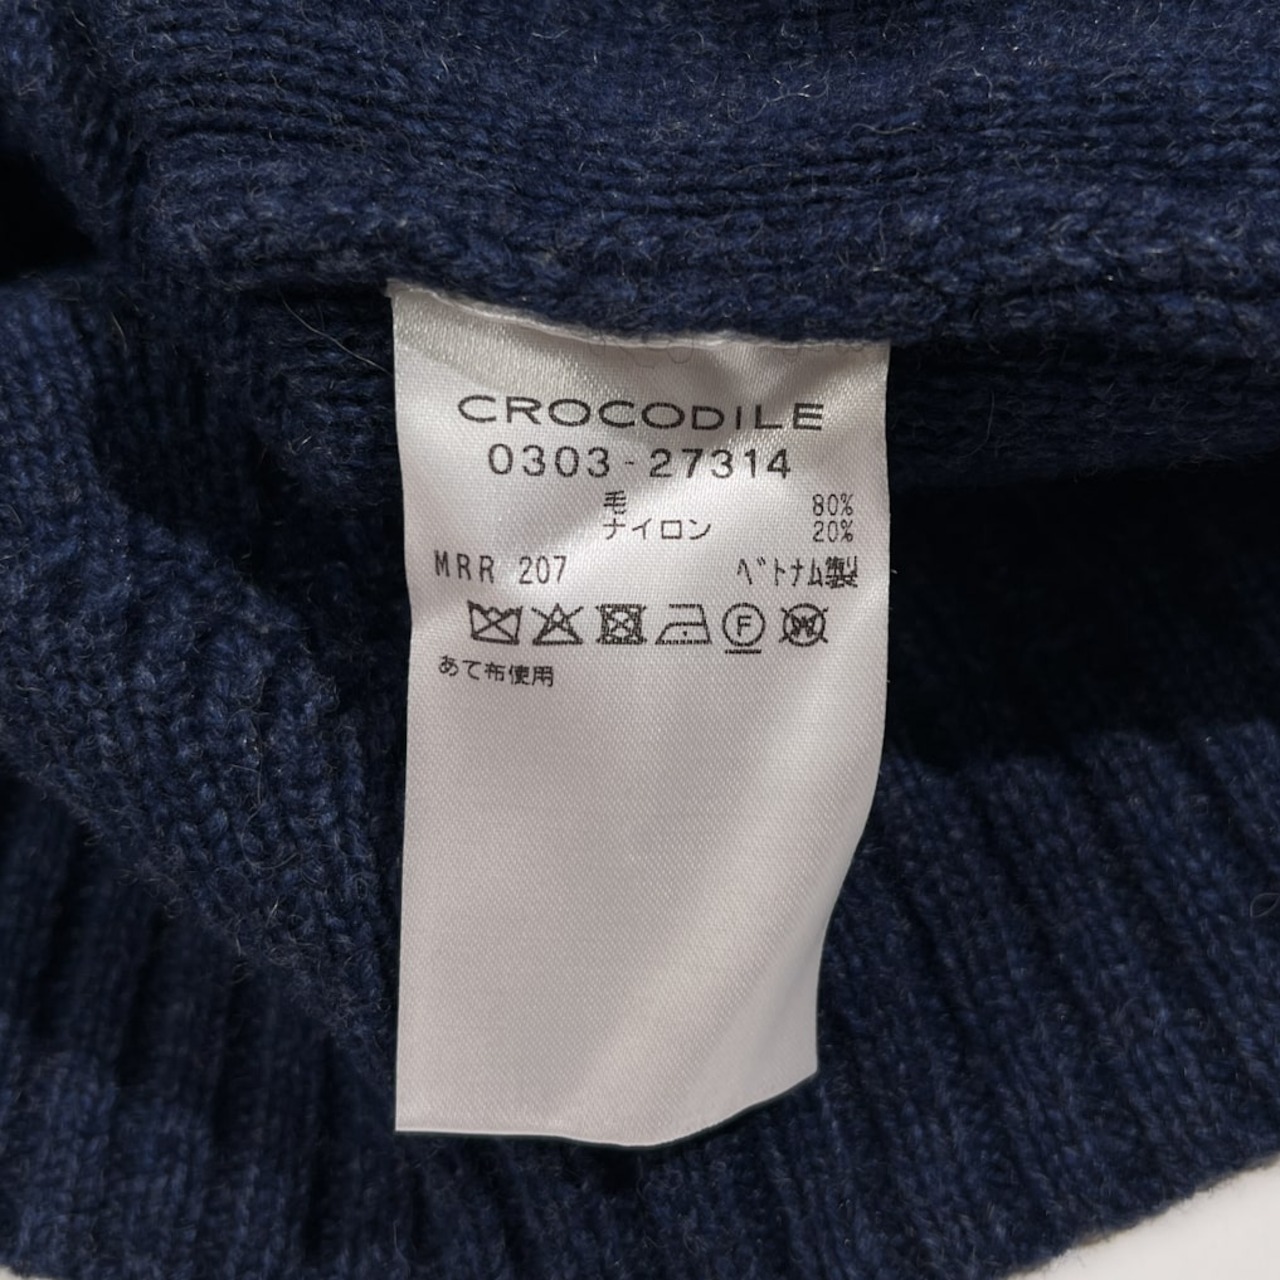 CROCODILE
0303-27314
毛 80%
ナイロン 20%
MRR 207 ベトナム製
F W
あて布使用